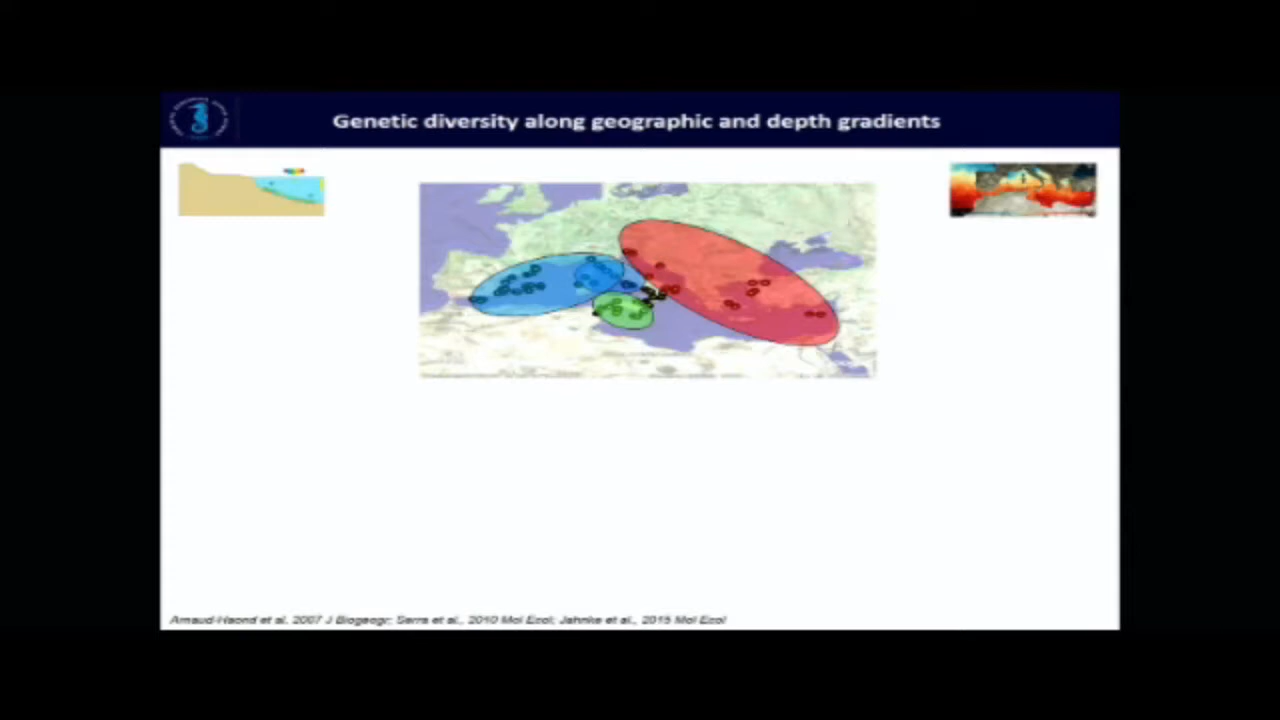 Genetic diversity along geographic and depth gradients
Arnaud-Haond et al. 2007 J Biogeogr; Serra et al., 2010 Mol Ecol; Jahnke et al., 2015 Mol Ecol